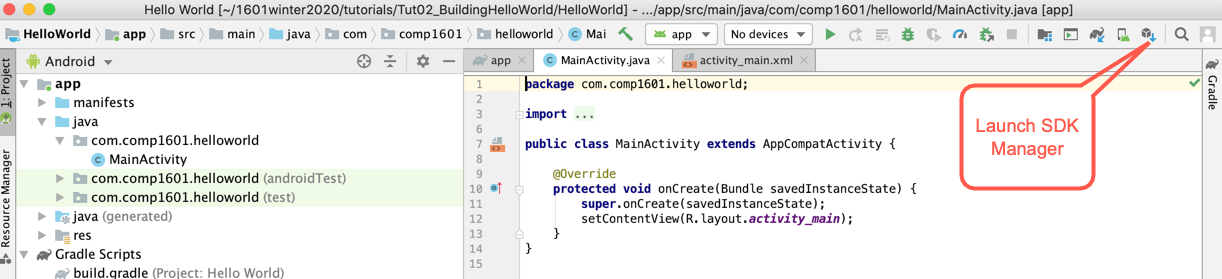 Hello World [~/1601winter2020/tutorials/Tut02_BuildingHelloWorld/HelloWorld] – .../app/src/main/java/com/comp1601/helloworld/MainActivity.java [app]
HelloWorld app src main java com comp1601 helloworld Mai app No devices
Android
app MainActivity.java activity_main.xml
1: Project
Resource Manager
app
manifests
java
com.comp1601.helloworld
MainActivity
com.comp1601.helloworld (androidTest)
com.comp1601.helloworld (test)
java (generated)
res
Gradle Scripts
build.gradle (Project: Hello World)
1 package com.comp1601.helloworld;
2
3 import ...
6
7 public class MainActivity extends AppCompatActivity {
8
9 @Override
10 protected void onCreate(Bundle savedInstanceState) {
11 super.onCreate(savedInstanceState);
12 setContentView(R.layout.activity_main);
13 }
14 }
15
Launch SDK
Manager
Gradle